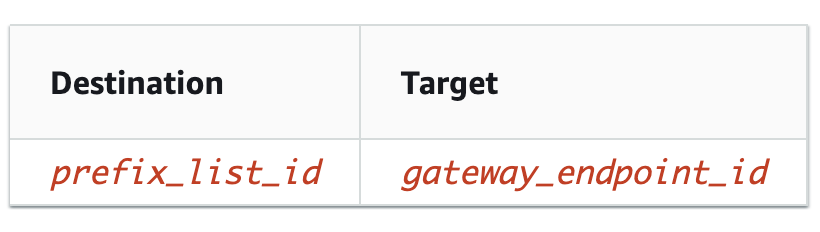 Destination Target
prefix_list_id gateway_endpoint_id